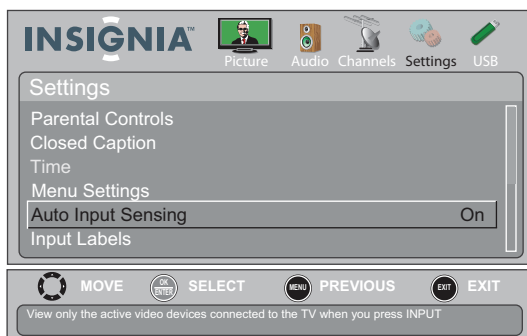 INSIGNIA™
Picture Audio Channels Settings USB
Settings
Parental Controls
Closed Caption
Time
Menu Settings
Auto Input Sensing On
Input Labels
MOVE OK ENTER SELECT MENU PREVIOUS EXIT EXIT
View only the active video devices connected to the TV when you press INPUT